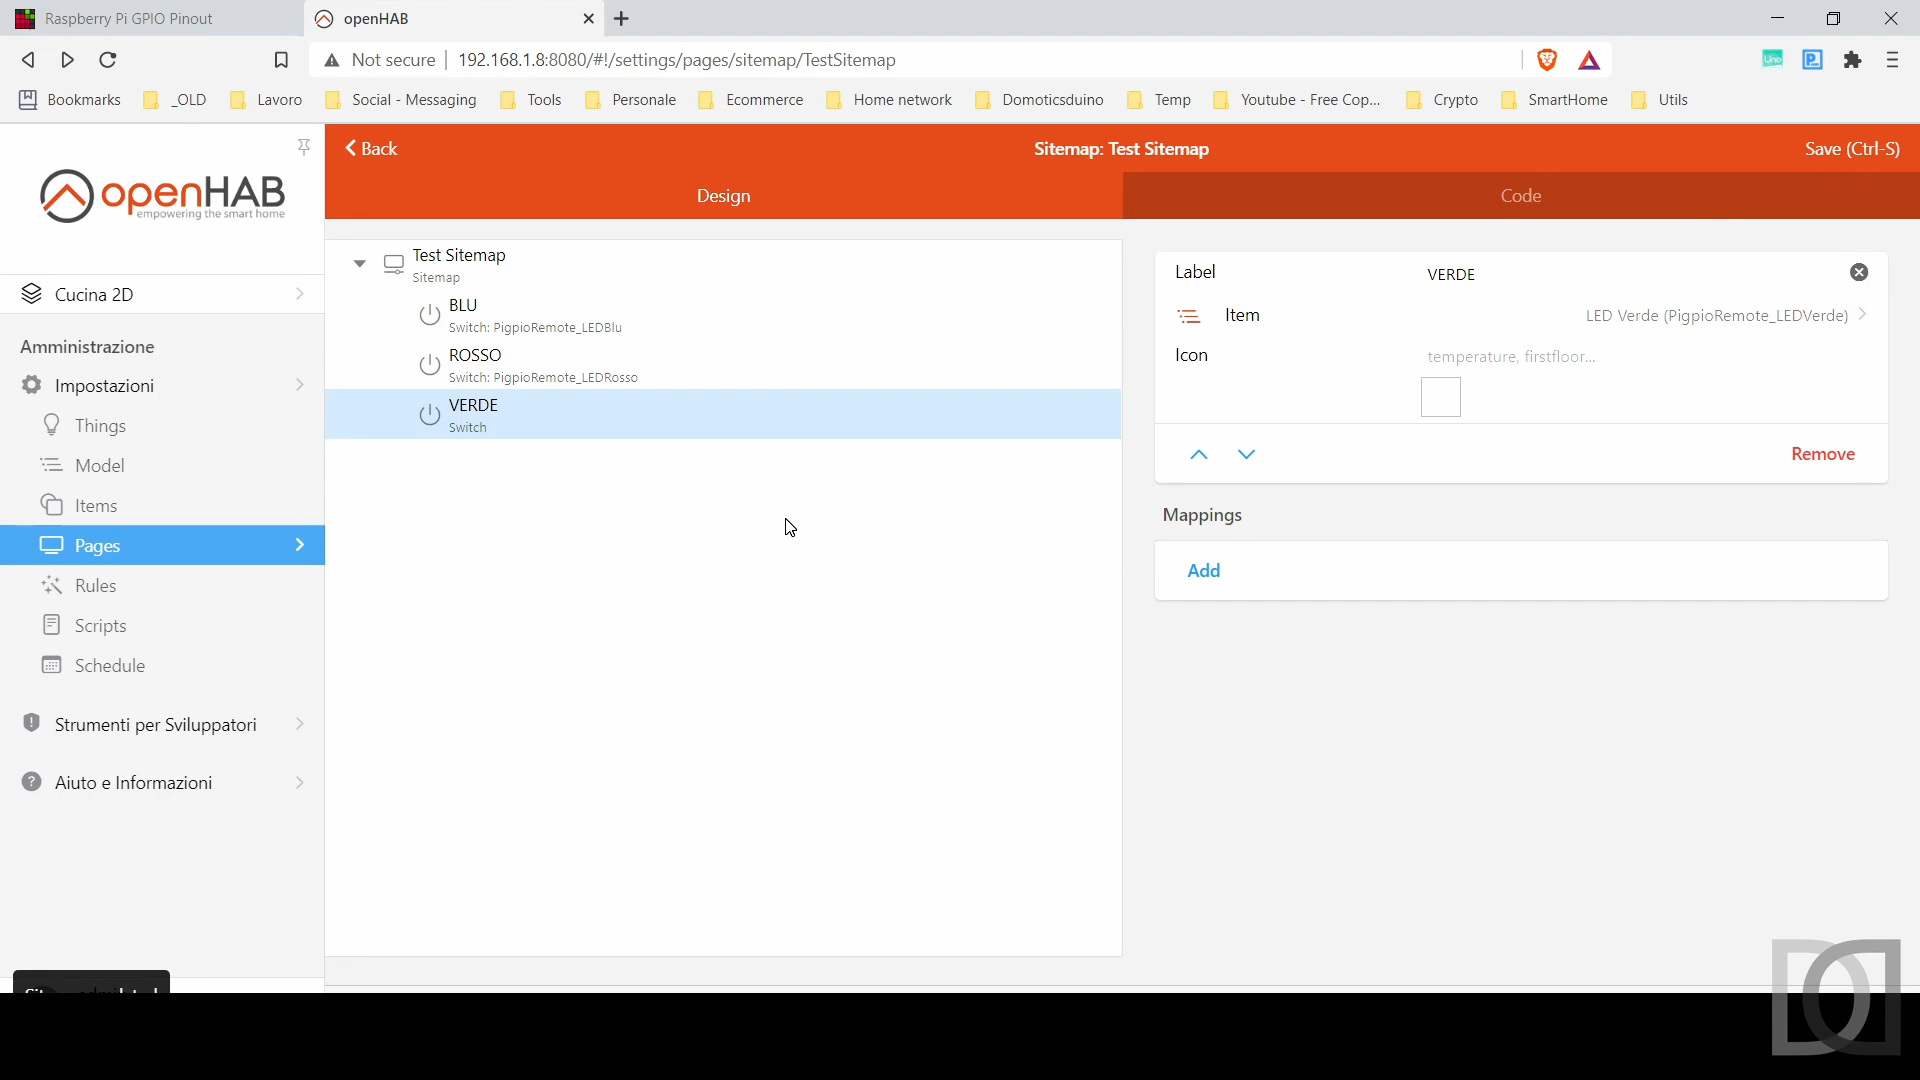 Raspberry Pi GPIO Pinout
openHAB
Not secure
192.168.1.8:8080/#!/settings/pages/sitemap/TestSitemap
Bookmarks
_OLD
Lavoro
Social - Messaging
Tools
Personale
Ecommerce
Home network
Domoticsduino
Temp
Youtube - Free Cop...
Crypto
SmartHome
Utils
openHAB
empowering the smart home
Cucina 2D
Amministrazione
Impostazioni
Things
Model
Items
Pages
Rules
Scripts
Schedule
Strumenti per Sviluppatori
Aiuto e Informazioni
Back
Sitemap: Test Sitemap
Save (Ctrl-S)
Design
Code
Test Sitemap
Sitemap
BLU
Switch: PigpioRemote_LEDBlu
ROSSO
Switch: PigpioRemote_LEDRosso
VERDE
Switch
Label
VERDE
Item
LED Verde (PigpioRemote_LEDVerde)
Icon
temperature, firstfloor...
Remove
Mappings
Add